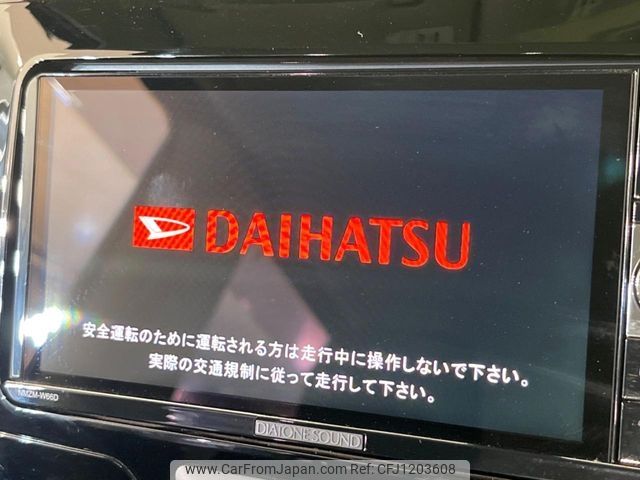 DAIHATSU
安全運転のために運転される方は走行中に操作しないで下さい。
実際の交通規制に従って走行して下さい。
NMZM-W66D
DIATONE SOUND
carfromJapan.com CFJ1203608